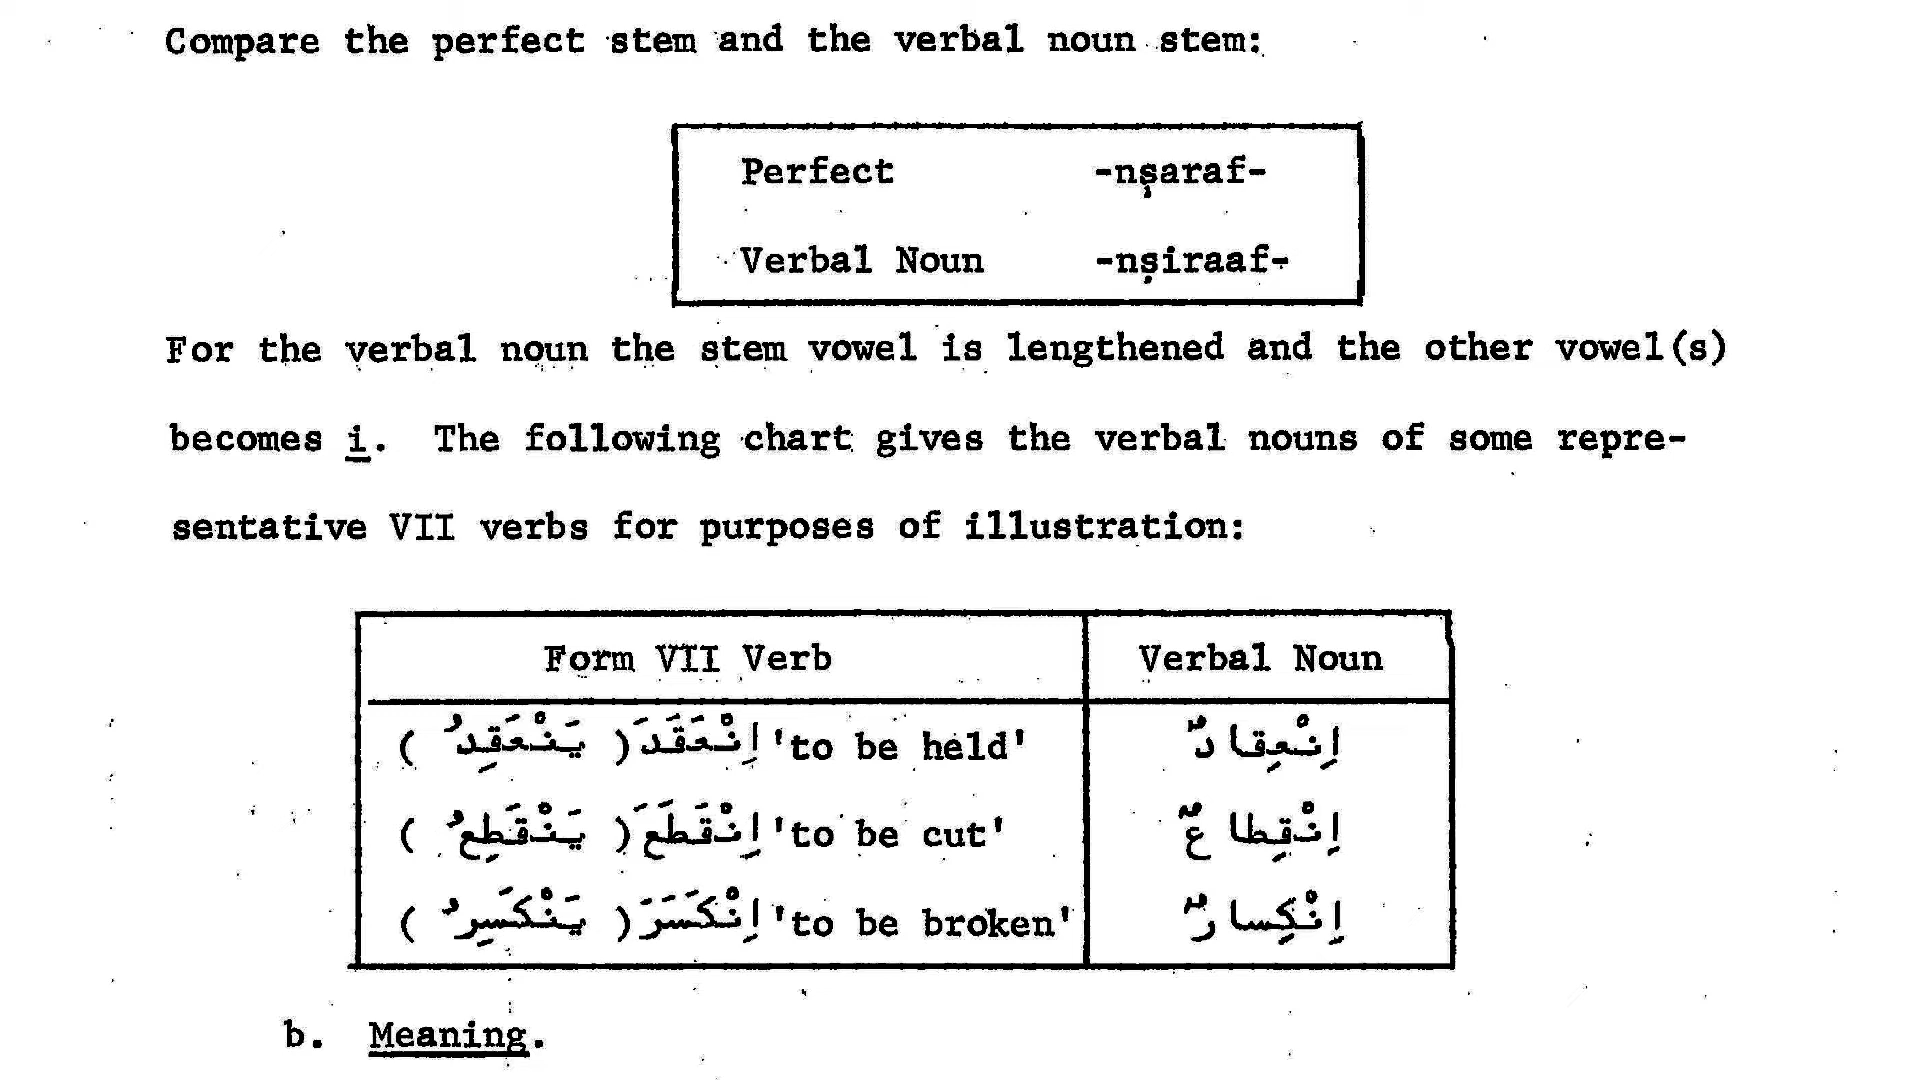 Compare the perfect stem and the verbal noun stem:
Perfect -nṣaraf-
Verbal Noun -nṣiraaf-
For the verbal noun the stem vowel is lengthened and the other vowel(s)
becomes i. The following chart gives the verbal nouns of some repre-
sentative VII verbs for purposes of illustration:
Form VII Verb Verbal Noun
( يَنْعَقِدُ ) اِنْعَقَدَ 'to be held' اِنْعِقادٌ
( يَنْقَطِعُ ) اِنْقَطَعَ 'to be cut' اِنْقِطاعٌ
( يَنْكَسِرُ ) اِنْكَسَرَ 'to be broken' اِنْكِسارٌ
b. Meaning.